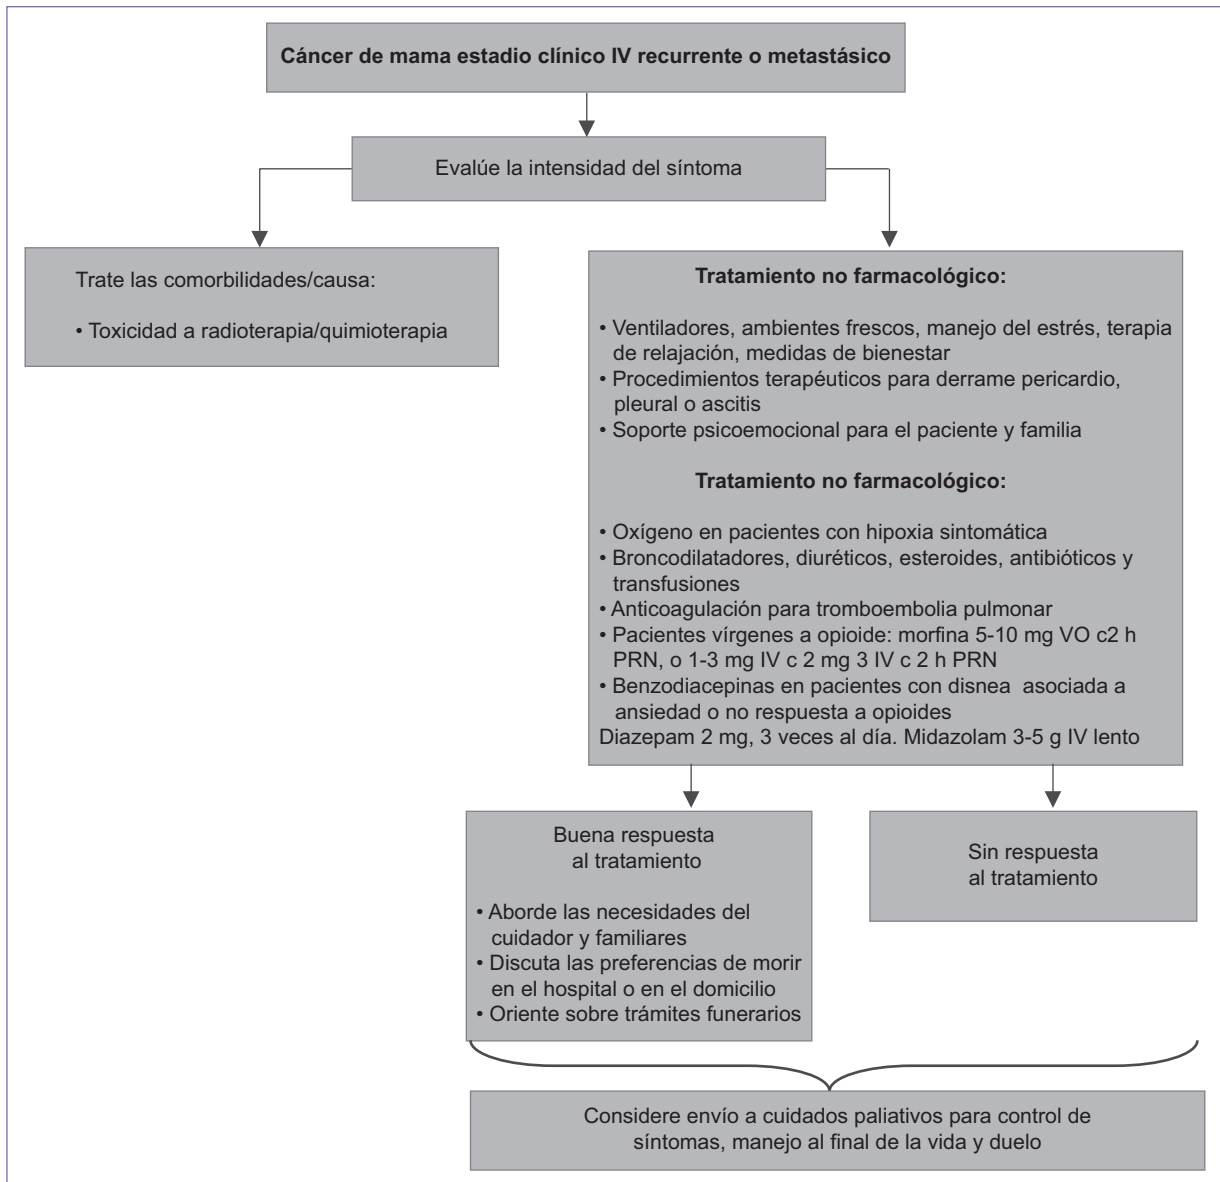 Cáncer de mama estadio clínico IV recurrente o metastásico
Evalúe la intensidad del síntoma
Trate las comorbilidades/causa:
• Toxicidad a radioterapia/quimioterapia
Tratamiento no farmacológico:
• Ventiladores, ambientes frescos, manejo del estrés, terapia
de relajación, medidas de bienestar
• Procedimientos terapéuticos para derrame pericardio,
pleural o ascitis
• Soporte psicoemocional para el paciente y familia
Tratamiento no farmacológico:
• Oxígeno en pacientes con hipoxia sintomática
• Broncodilatadores, diuréticos, esteroides, antibióticos y
transfusiones
• Anticoagulación para tromboembolia pulmonar
• Pacientes vírgenes a opioide: morfina 5-10 mg VO c2 h
PRN, o 1-3 mg IV c 2 mg 3 IV c 2 h PRN
• Benzodiacepinas en pacientes con disnea asociada a
ansiedad o no respuesta a opioides
Diazepam 2 mg, 3 veces al día. Midazolam 3-5 g IV lento
Buena respuesta
al tratamiento
• Aborde las necesidades del
cuidador y familiares
• Discuta las preferencias de morir
en el hospital o en el domicilio
• Oriente sobre trámites funerarios
Sin respuesta
al tratamiento
Considere envío a cuidados paliativos para control de
síntomas, manejo al final de la vida y duelo